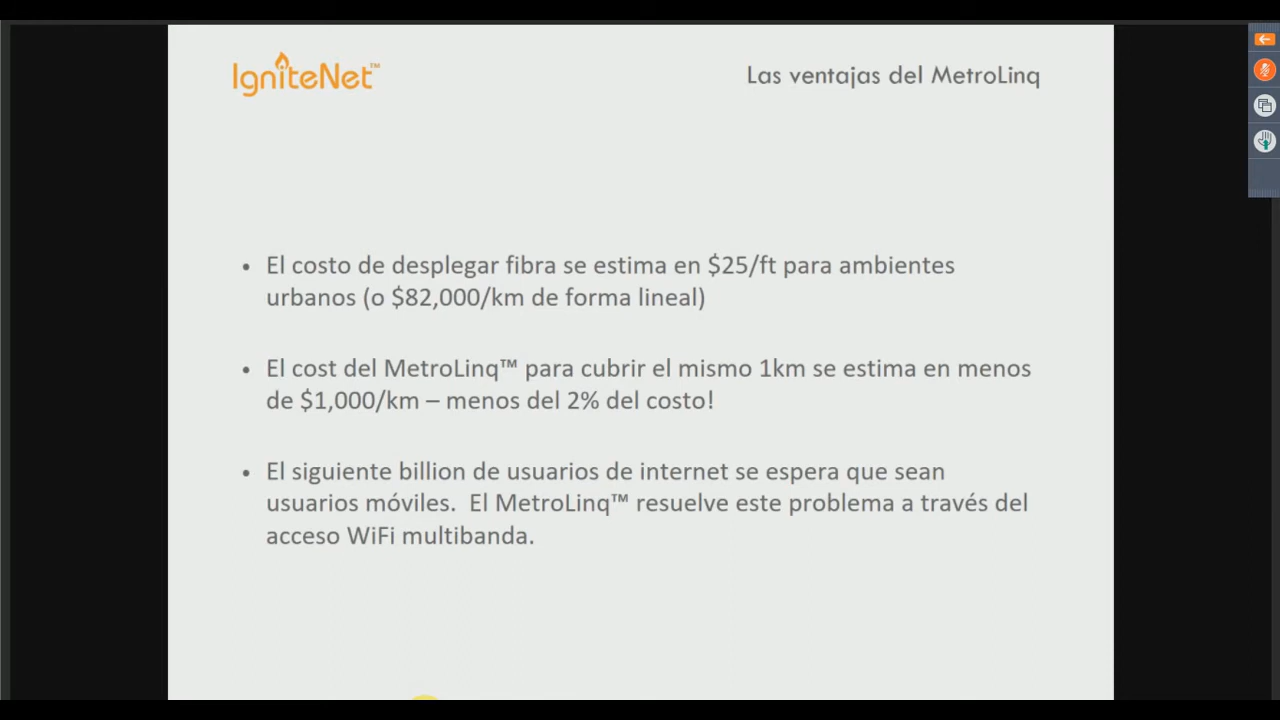 IgniteNet™
Las ventajas del MetroLinq
• El costo de desplegar fibra se estima en $25/ft para ambientes
urbanos (o $82,000/km de forma lineal)
• El cost del MetroLinq™ para cubrir el mismo 1km se estima en menos
de $1,000/km – menos del 2% del costo!
• El siguiente billion de usuarios de internet se espera que sean
usuarios móviles. El MetroLinq™ resuelve este problema a través del
acceso WiFi multibanda.